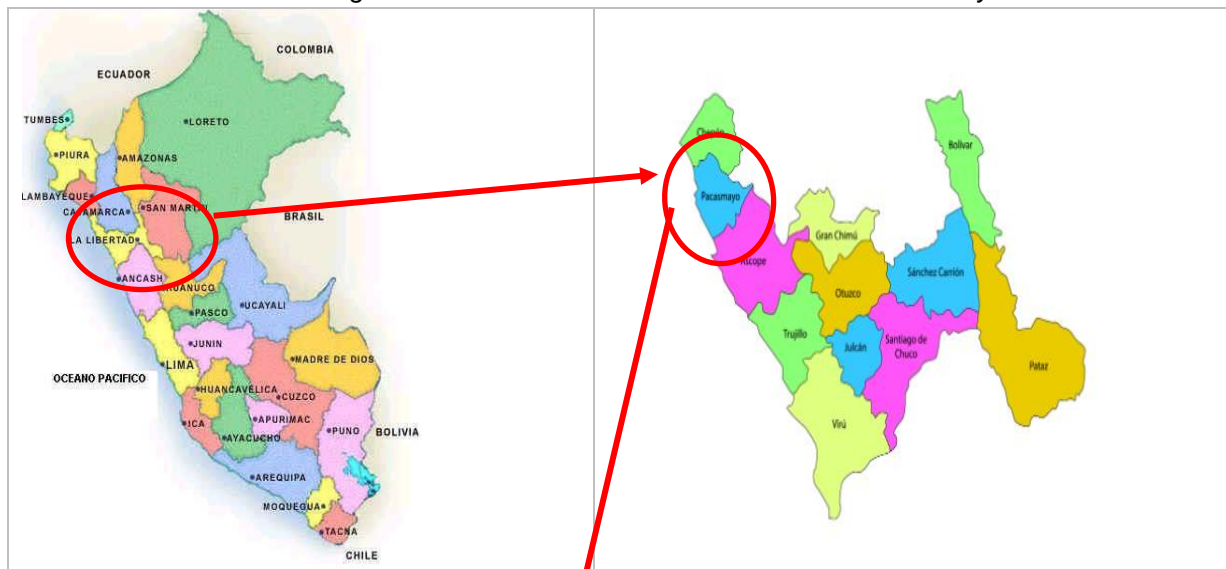 COLOMBIA
ECUADOR
TUMBES
LORETO
PIURA
AMAZONAS
LAMBAYEQUE
CAJAMARCA
SAN MARTIN
BRASIL
LA LIBERTAD
ANCASH
HUANUCO
UCAYALI
PASCO
JUNIN
LIMA
MADRE DE DIOS
OCEANO PACIFICO
HUANCAVELICA
CUZCO
ICA
APURIMAC
AYACUCHO
PUNO
BOLIVIA
AREQUIPA
MOQUEGUA
TACNA
CHILE
Chepén
Bolívar
Pacasmayo
Gran Chimú
Ascope
Sánchez Carrión
Otuzco
Trujillo
Julcán
Santiago de
Chuco
Pataz
Virú